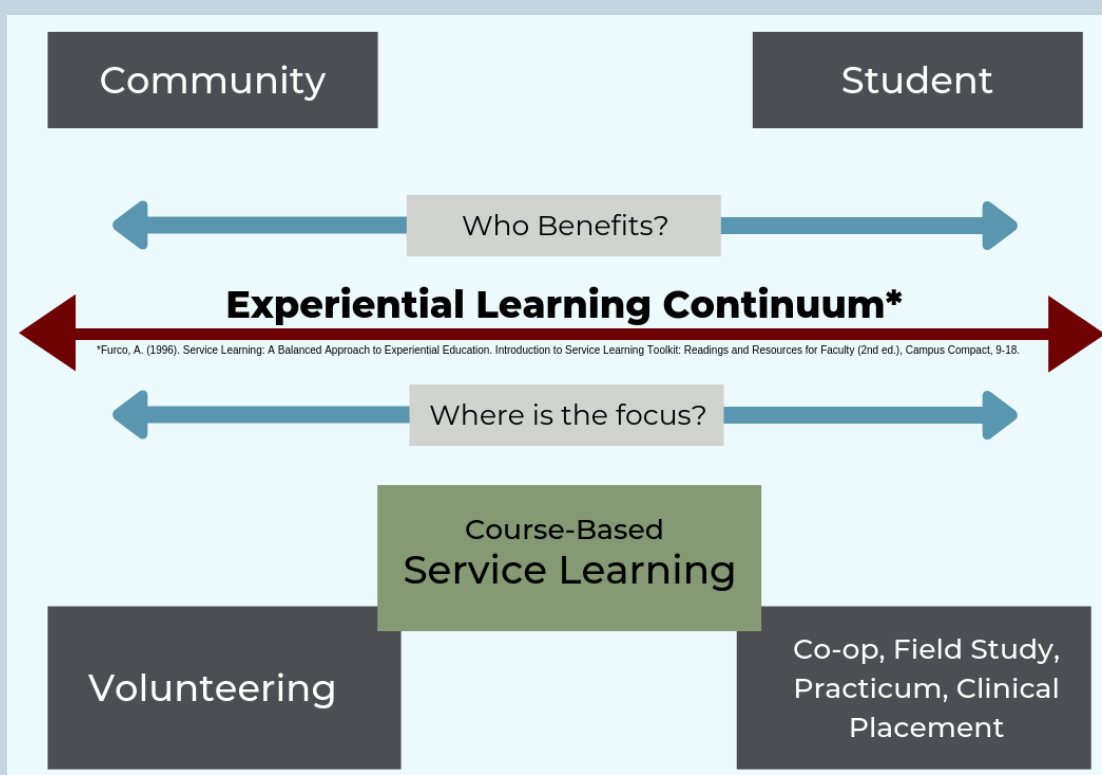 Community
Student
Who Benefits?
Experiential Learning Continuum*
*Furco, A. (1996). Service Learning: A Balanced Approach to Experiential Education. Introduction to Service Learning Toolkit: Readings and Resources for Faculty (2nd ed.), Campus Compact, 9-18.
Where is the focus?
Course-Based
Service Learning
Volunteering
Co-op, Field Study,
Practicum, Clinical
Placement